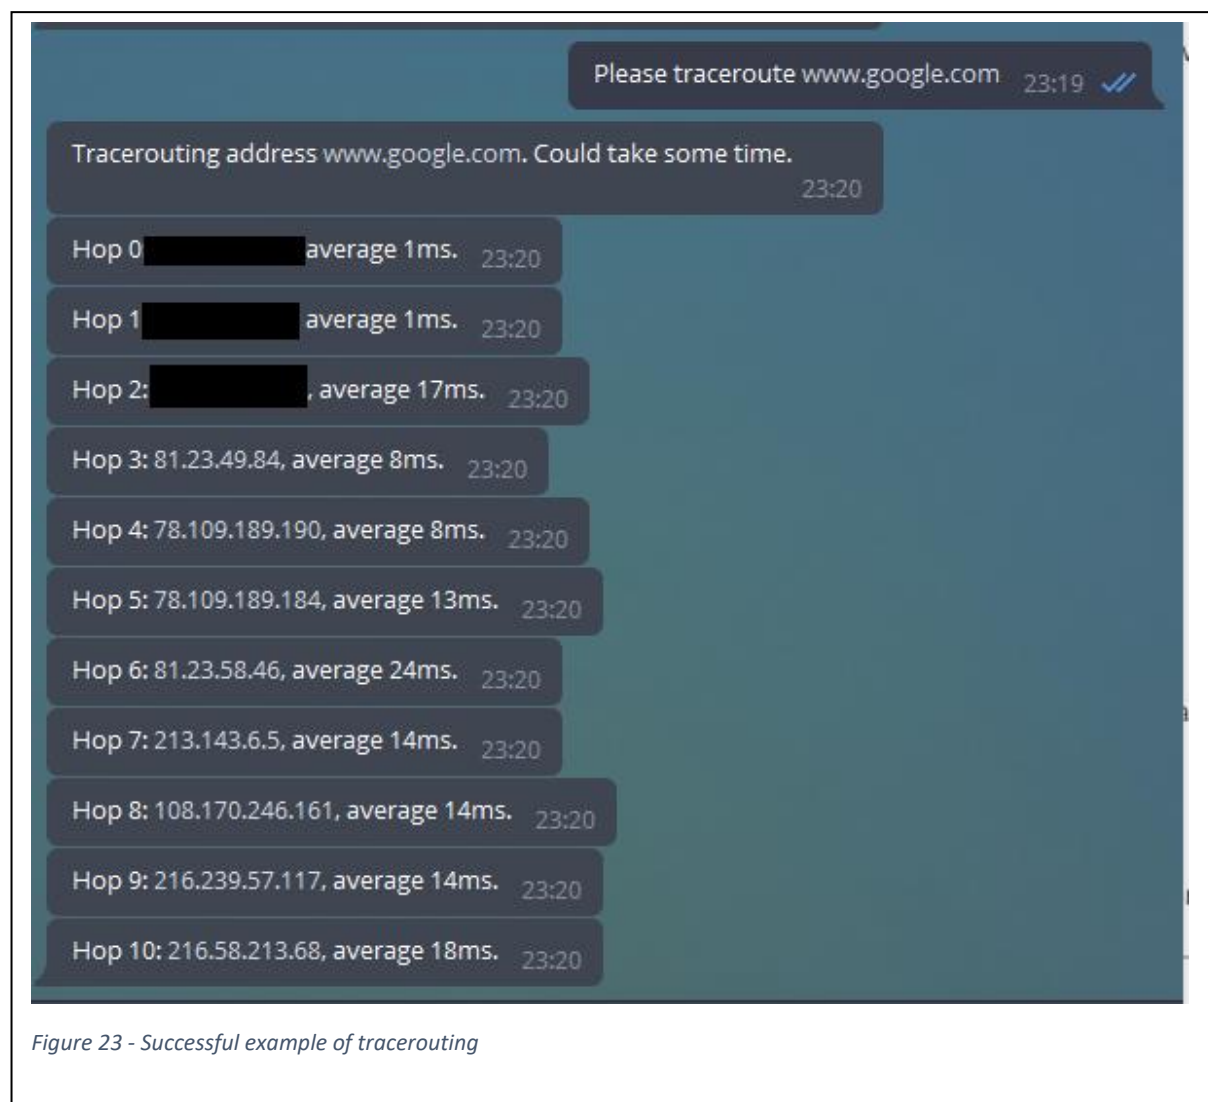 Please traceroute www.google.com 23:19
Tracerouting address www.google.com. Could take some time.
23:20
Hop 0 average 1ms. 23:20
Hop 1 average 1ms. 23:20
Hop 2: , average 17ms. 23:20
Hop 3: 81.23.49.84, average 8ms. 23:20
Hop 4: 78.109.189.190, average 8ms. 23:20
Hop 5: 78.109.189.184, average 13ms. 23:20
Hop 6: 81.23.58.46, average 24ms. 23:20
Hop 7: 213.143.6.5, average 14ms. 23:20
Hop 8: 108.170.246.161, average 14ms. 23:20
Hop 9: 216.239.57.117, average 14ms. 23:20
Hop 10: 216.58.213.68, average 18ms. 23:20
Figure 23 - Successful example of tracerouting